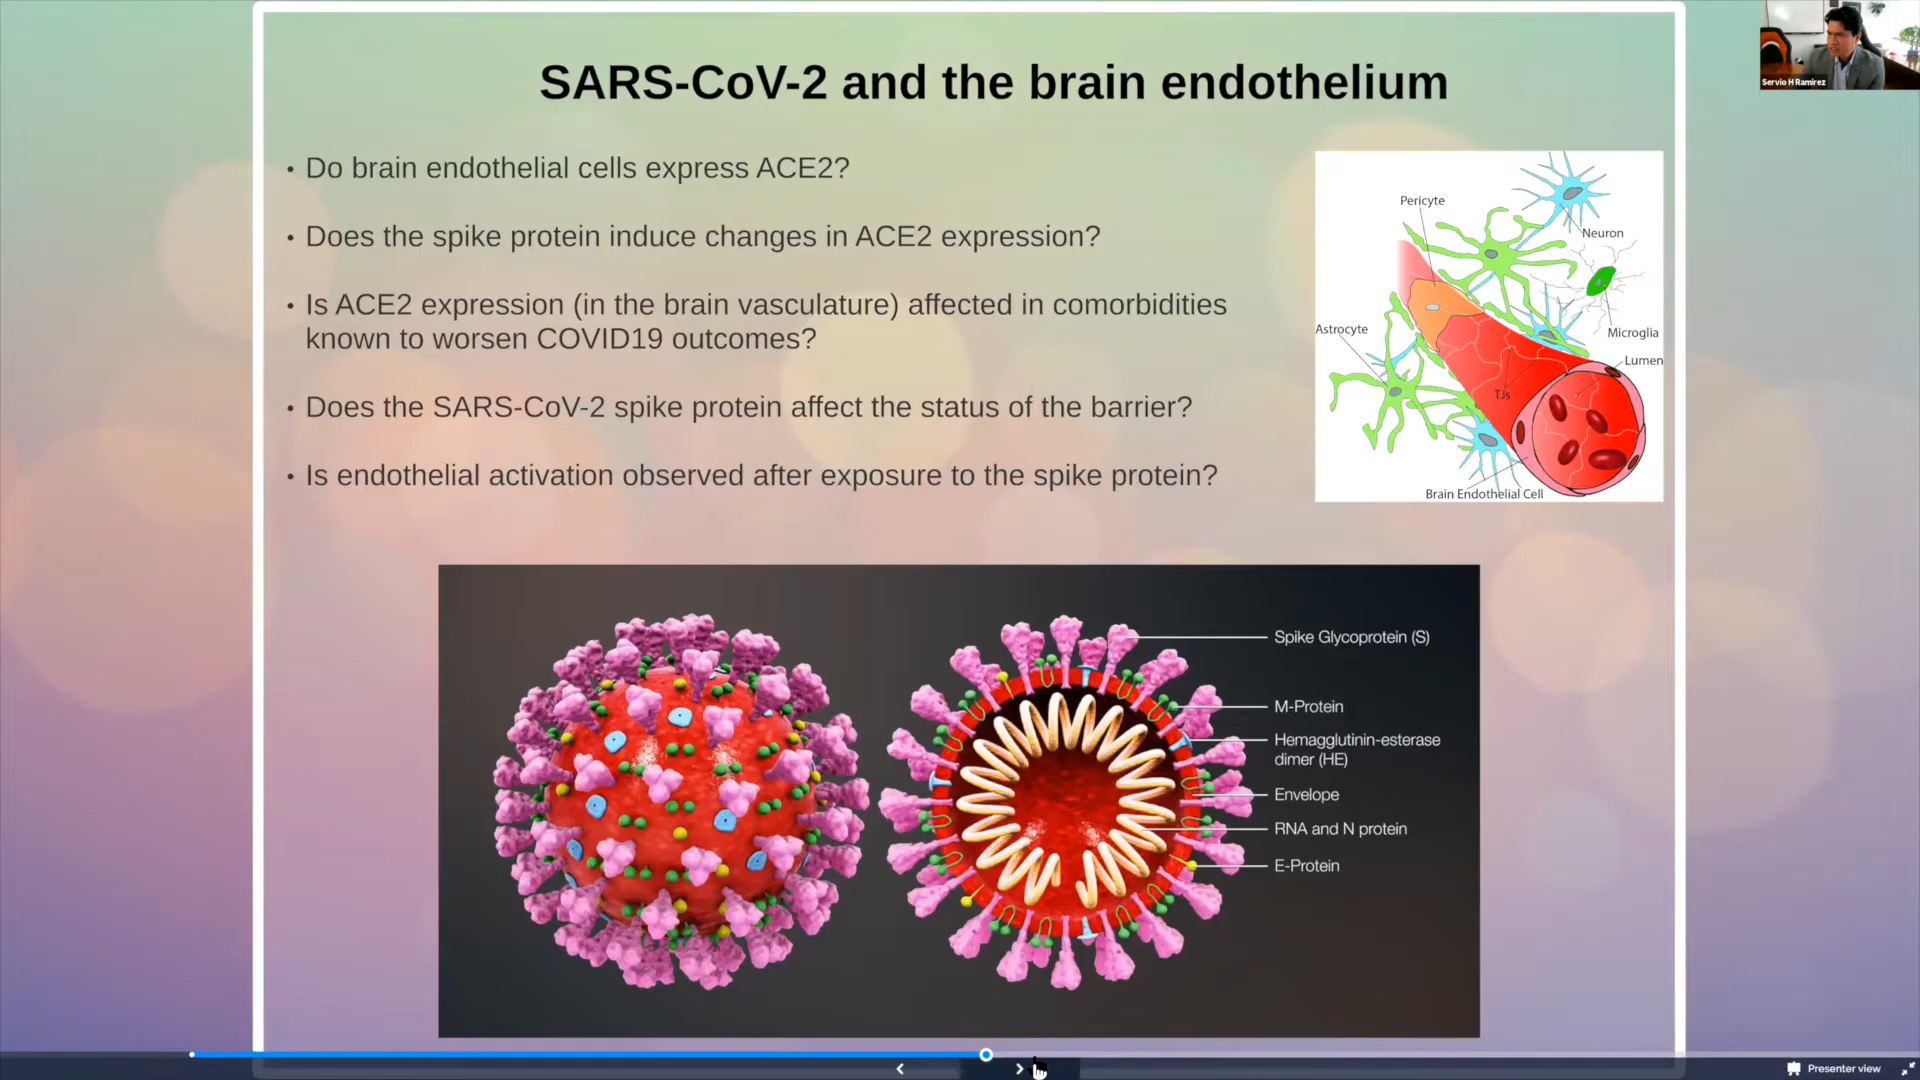 SARS-CoV-2 and the brain endothelium
Servio H Ramirez
• Do brain endothelial cells express ACE2?
• Does the spike protein induce changes in ACE2 expression?
• Is ACE2 expression (in the brain vasculature) affected in comorbidities
known to worsen COVID19 outcomes?
• Does the SARS-CoV-2 spike protein affect the status of the barrier?
• Is endothelial activation observed after exposure to the spike protein?
Pericyte
Neuron
Astrocyte
Microglia
Lumen
TJs
Brain Endothelial Cell
Spike Glycoprotein (S)
M-Protein
Hemagglutinin-esterase
dimer (HE)
Envelope
RNA and N protein
E-Protein
Presenter view